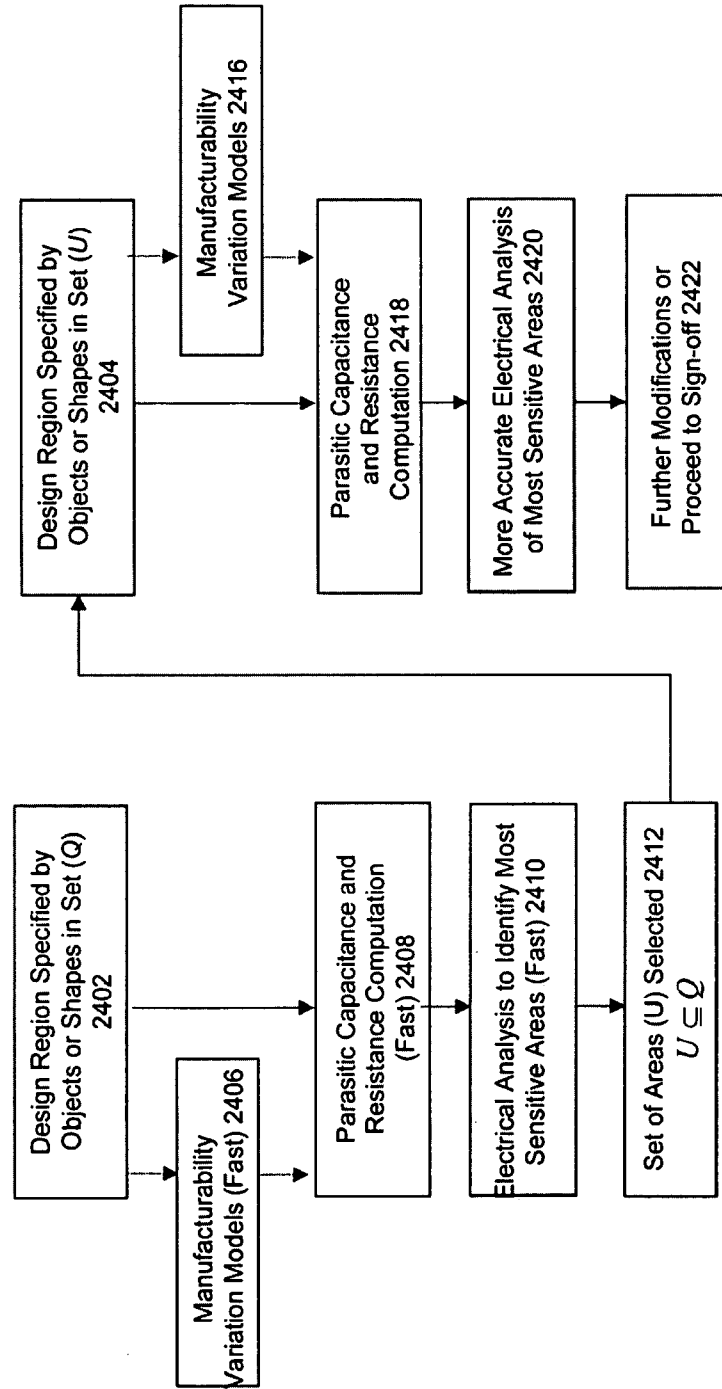 Design Region Specified by
Objects or Shapes in Set (Q)
2402
Manufacturability
Variation Models (Fast) 2406
Parasitic Capacitance and
Resistance Computation
(Fast) 2408
Electrical Analysis to Identify Most
Sensitive Areas (Fast) 2410
Set of Areas (U) Selected 2412
U ⊆ Q
Design Region Specified by
Objects or Shapes in Set (U)
2404
Manufacturability
Variation Models 2416
Parasitic Capacitance
and Resistance
Computation 2418
More Accurate Electrical Analysis
of Most Sensitive Areas 2420
Further Modifications or
Proceed to Sign-off 2422